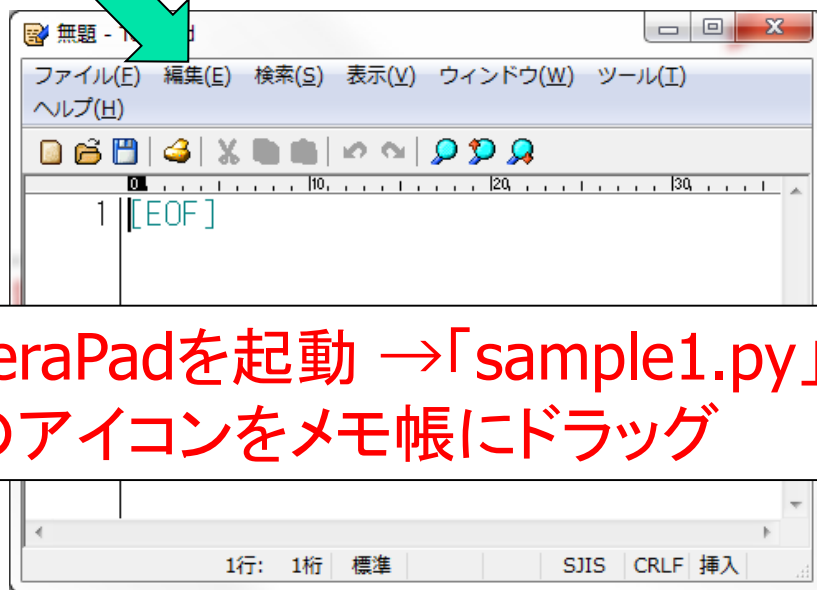 無題 -
ファイル(F) 編集(E) 検索(S) 表示(V) ウィンドウ(W) ツール(T)
ヘルプ(H)
0 10 20 30
1 [EOF]
eraPadを起動 →「sample1.py」
のアイコンをメモ帳にドラッグ
1行: 1桁 標準 SJIS CRLF 挿入